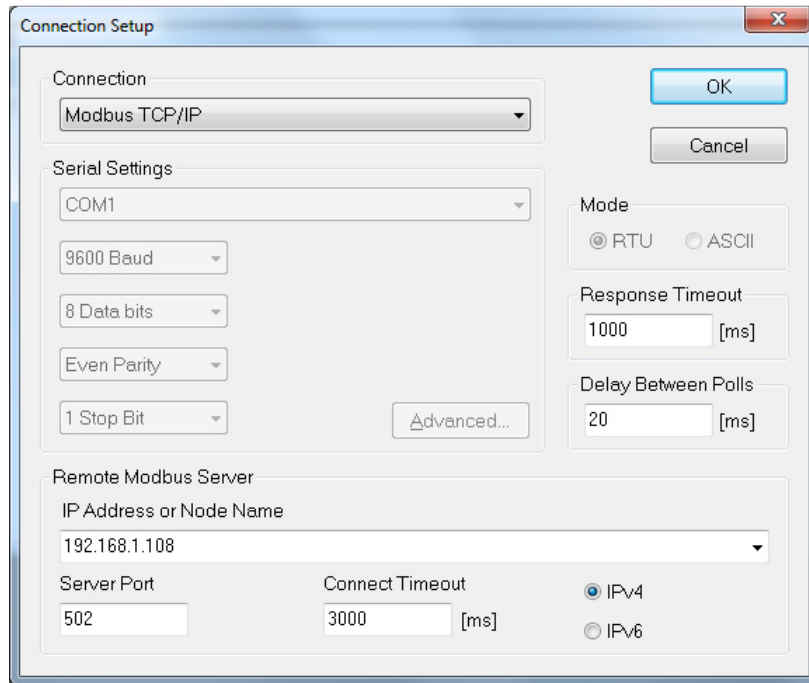 Connection Setup
Connection
Modbus TCP/IP
OK
Cancel
Serial Settings
COM1
9600 Baud
8 Data bits
Even Parity
1 Stop Bit
Advanced...
Mode
RTU ASCII
Response Timeout
1000 [ms]
Delay Between Polls
20 [ms]
Remote Modbus Server
IP Address or Node Name
192.168.1.108
Server Port
502
Connect Timeout
3000 [ms]
IPv4
IPv6